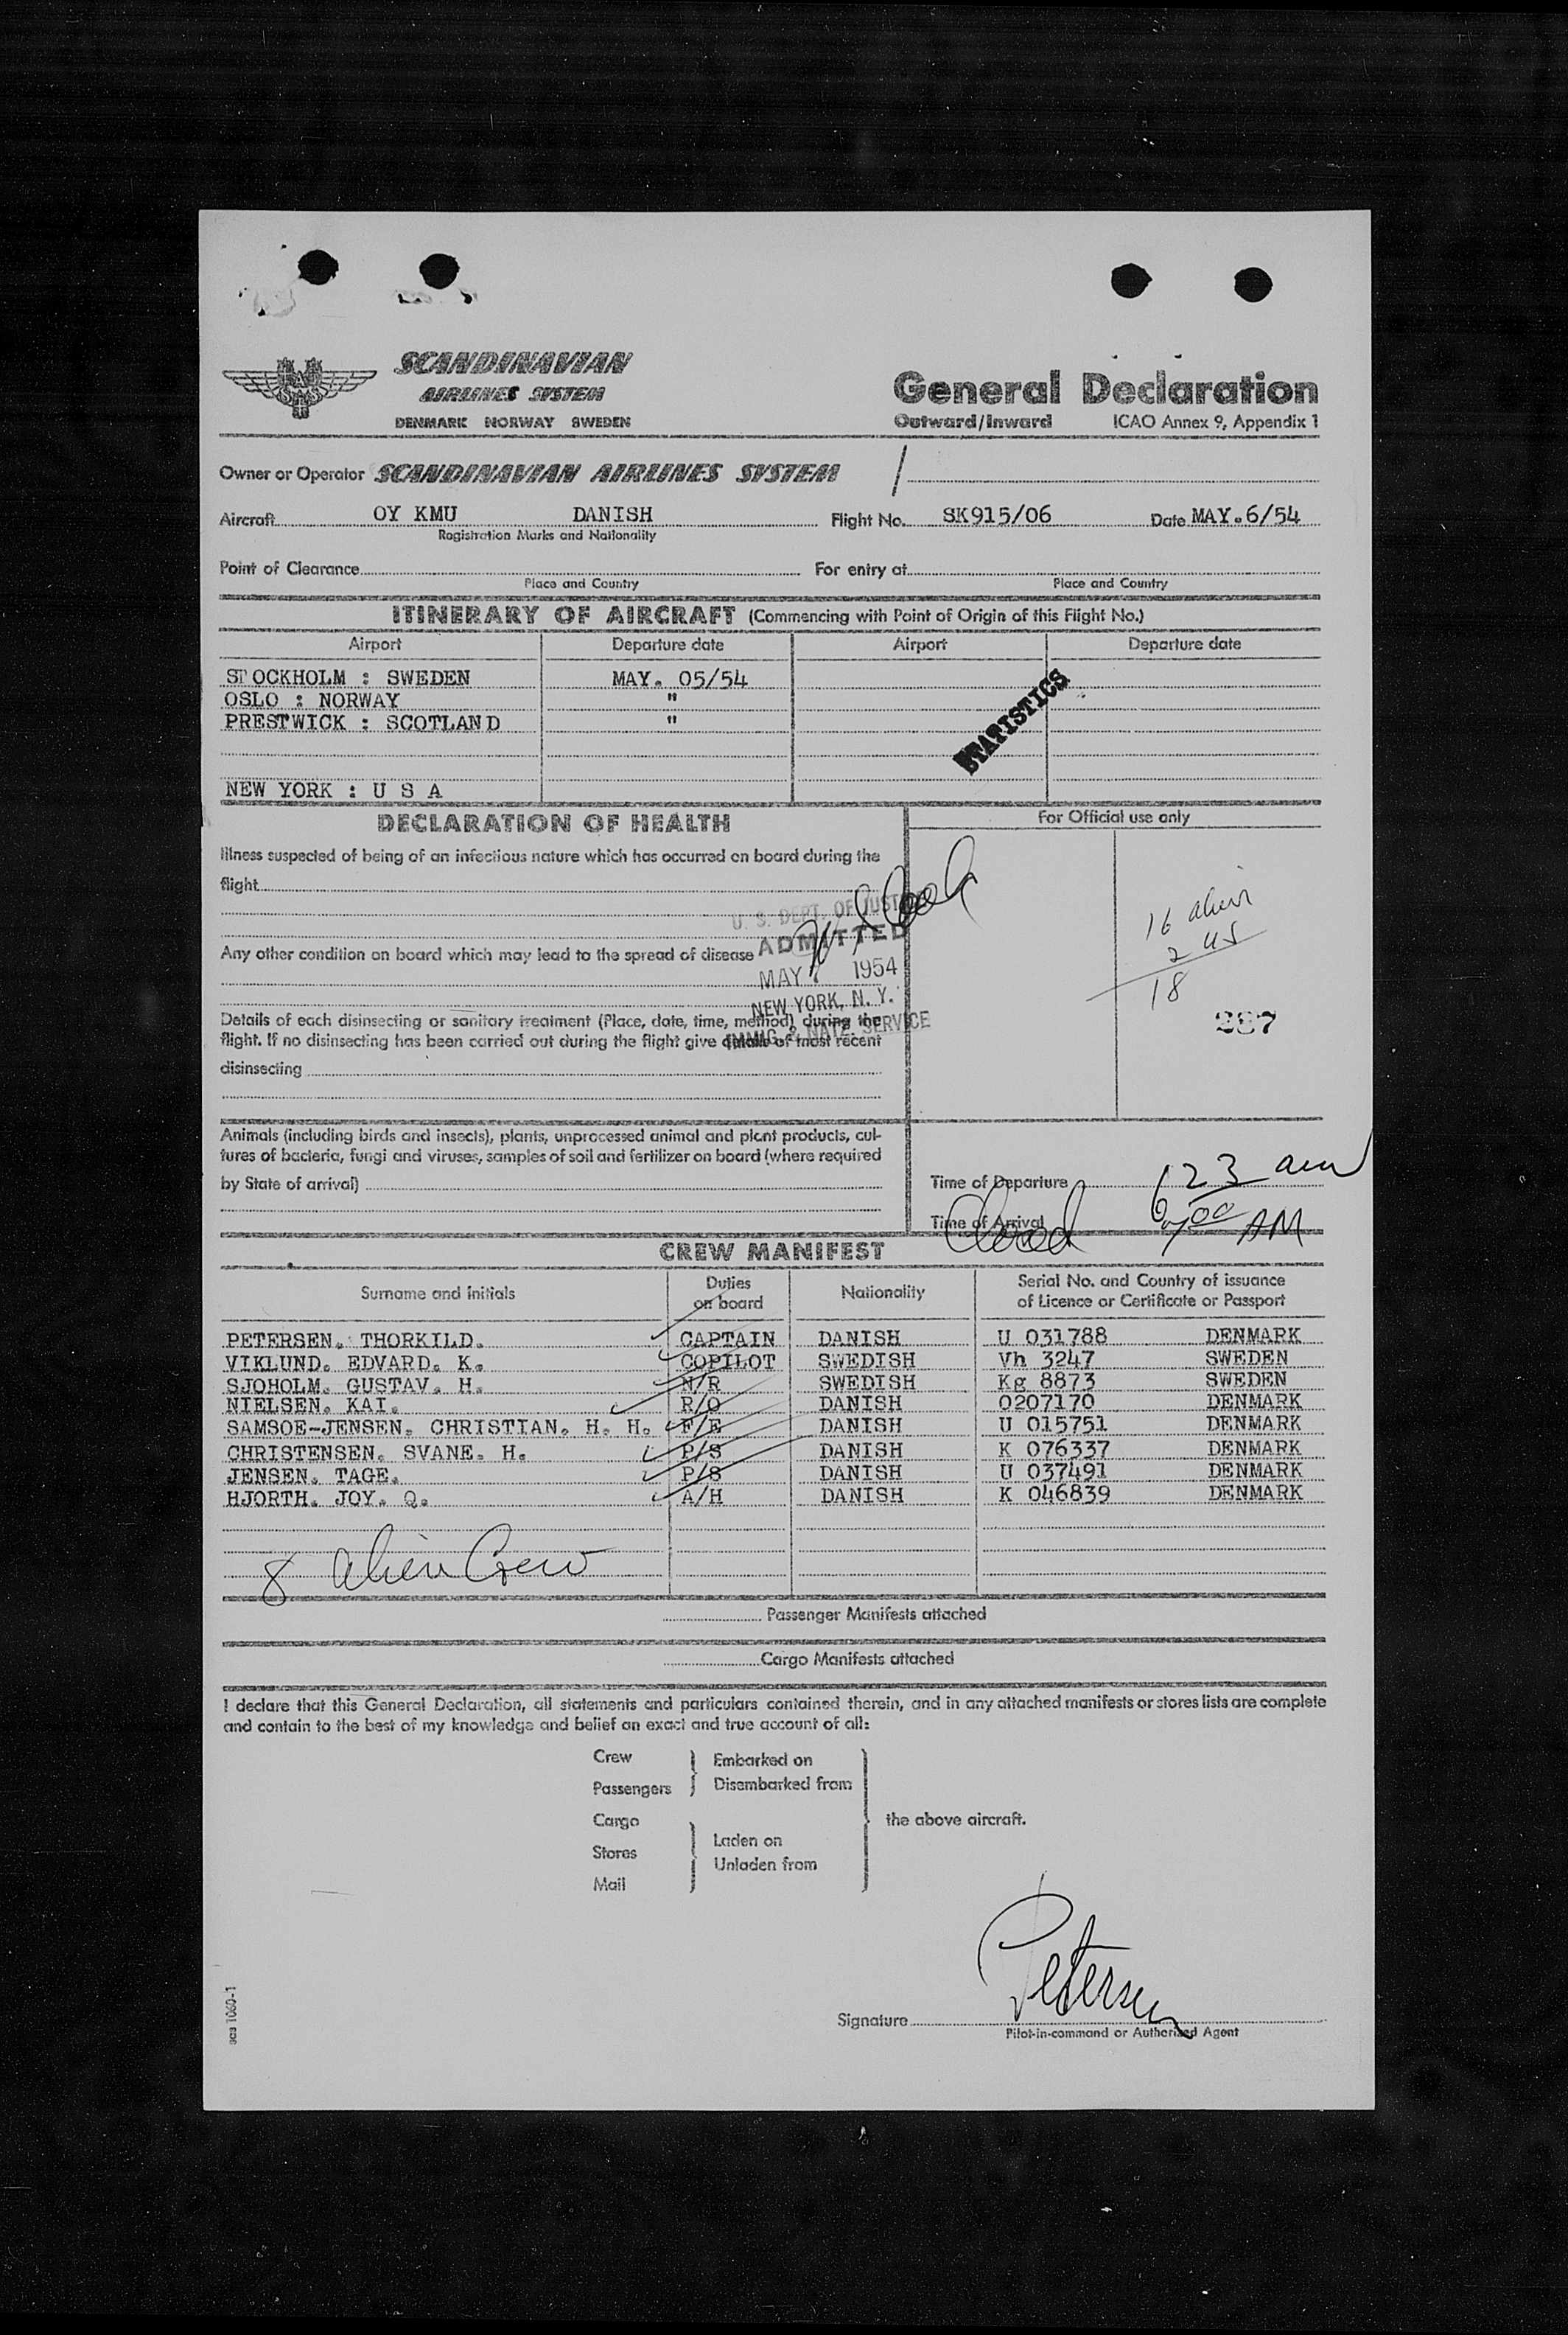 SCANDINAVIAN
AIRLINES SYSTEM
DENMARK NORWAY SWEDEN
General Declaration
Outward/Inward ICAO Annex 9, Appendix 1
Owner or Operator SCANDINAVIAN AIRLINES SYSTEM /
Aircraft OY KMU DANISH Flight No. SK915/06 Date MAY.6/54
Registration Marks and Nationality
Point of Clearance For entry at
Place and Country Place and Country
ITINERARY OF AIRCRAFT (Commencing with Point of Origin of this Flight No.)
Airport Departure date Airport Departure date
STOCKHOLM : SWEDEN MAY. 05/54
OSLO : NORWAY "
PRESTWICK : SCOTLAND "
STATISTICS
NEW YORK : U S A
DECLARATION OF HEALTH
For Official use only
Illness suspected of being of an infectious nature which has occurred on board during the
flight
U. S. DEPT. OF JUSTICE
ADMITTED
MAY 1954
NEW YORK, N. Y.
IMMIG. & NATZ. SERVICE
16 alien
2 US
18
287
Any other condition on board which may lead to the spread of disease
Details of each disinsecting or sanitary treatment (Place, date, time, method) during the
flight. If no disinsecting has been carried out during the flight give details of most recent
disinsecting
Animals (including birds and insects), plants, unprocessed animal and plant products, cul-
tures of bacteria, fungi and viruses, samples of soil and fertilizer on board (where required
by State of arrival)
Time of Departure 623 am
Time of Arrival Closed 7:00 AM
CREW MANIFEST
Surname and initials Duties on board Nationality Serial No. and Country of issuance of Licence or Certificate or Passport
PETERSEN. THORKILD. CAPTAIN DANISH U 031788 DENMARK
VIKLUND. EDVARD. K. COPILOT SWEDISH Vh 3247 SWEDEN
SJOHOLM. GUSTAV. H. N/R SWEDISH Kg 8873 SWEDEN
NIELSEN. KAI. R/O DANISH 0207170 DENMARK
SAMSOE-JENSEN. CHRISTIAN. H. H. F/E DANISH U 015751 DENMARK
CHRISTENSEN. SVANE. H. P/S DANISH K 076337 DENMARK
JENSEN. TAGE. P/S DANISH U 037491 DENMARK
HJORTH. JOY. Q. A/H DANISH K 046839 DENMARK
8 alien Crew
Passenger Manifests attached
Cargo Manifests attached
I declare that this General Declaration, all statements and particulars contained therein, and in any attached manifests or stores lists are complete
and contain to the best of my knowledge and belief an exact and true account of all:
Crew Embarked on
Passengers Disembarked from
Cargo the above aircraft.
Stores Laden on
Unladen from
Mail
Petersen
Signature
Pilot-in-command or Authorized Agent
sas 1060-1